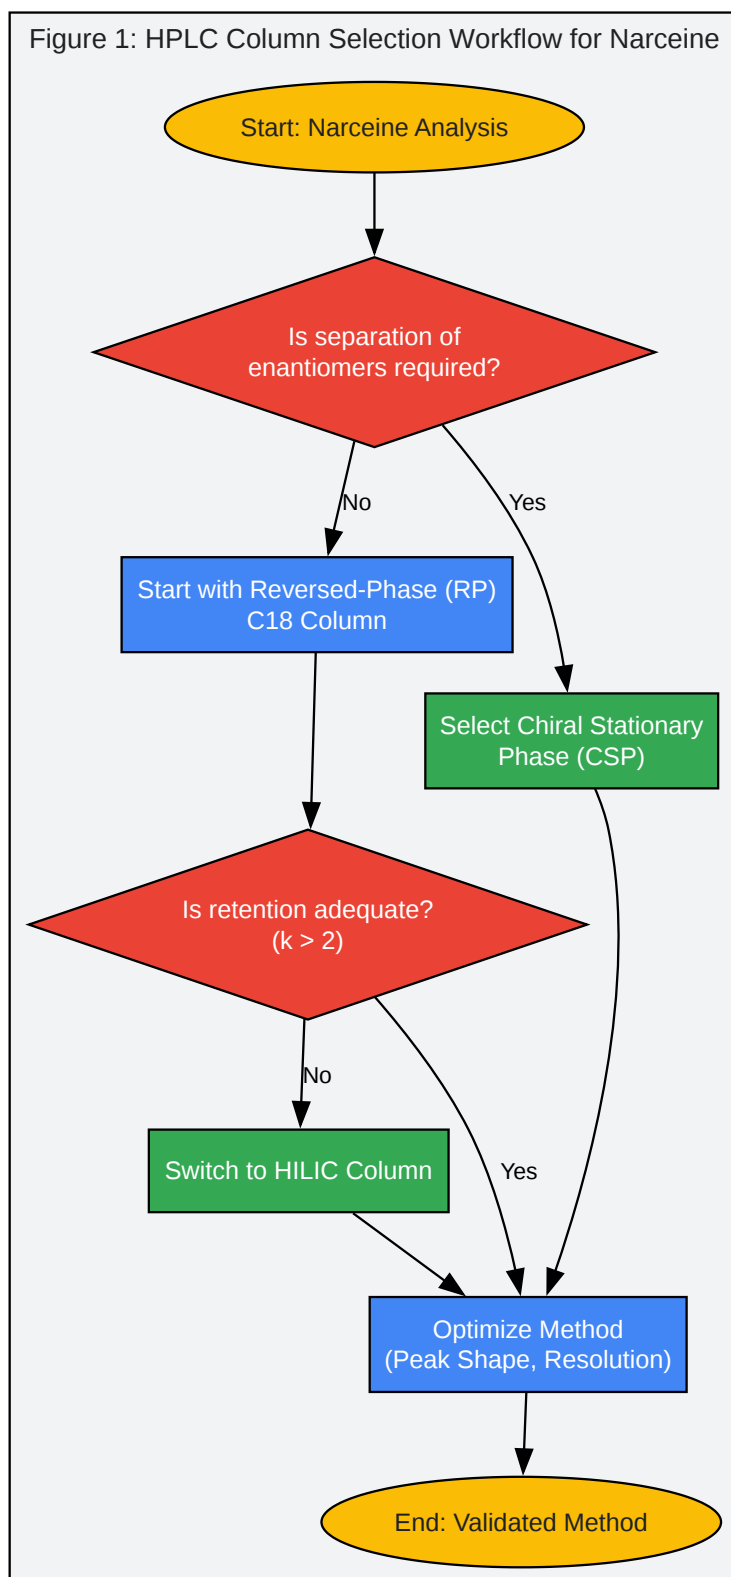 Figure 1: HPLC Column Selection Workflow for Narceine
Start: Narceine Analysis
Is separation of
enantiomers required?
No
Yes
Start with Reversed-Phase (RP)
C18 Column
Select Chiral Stationary
Phase (CSP)
Is retention adequate?
(k > 2)
No
Switch to HILIC Column
Yes
Optimize Method
(Peak Shape, Resolution)
End: Validated Method